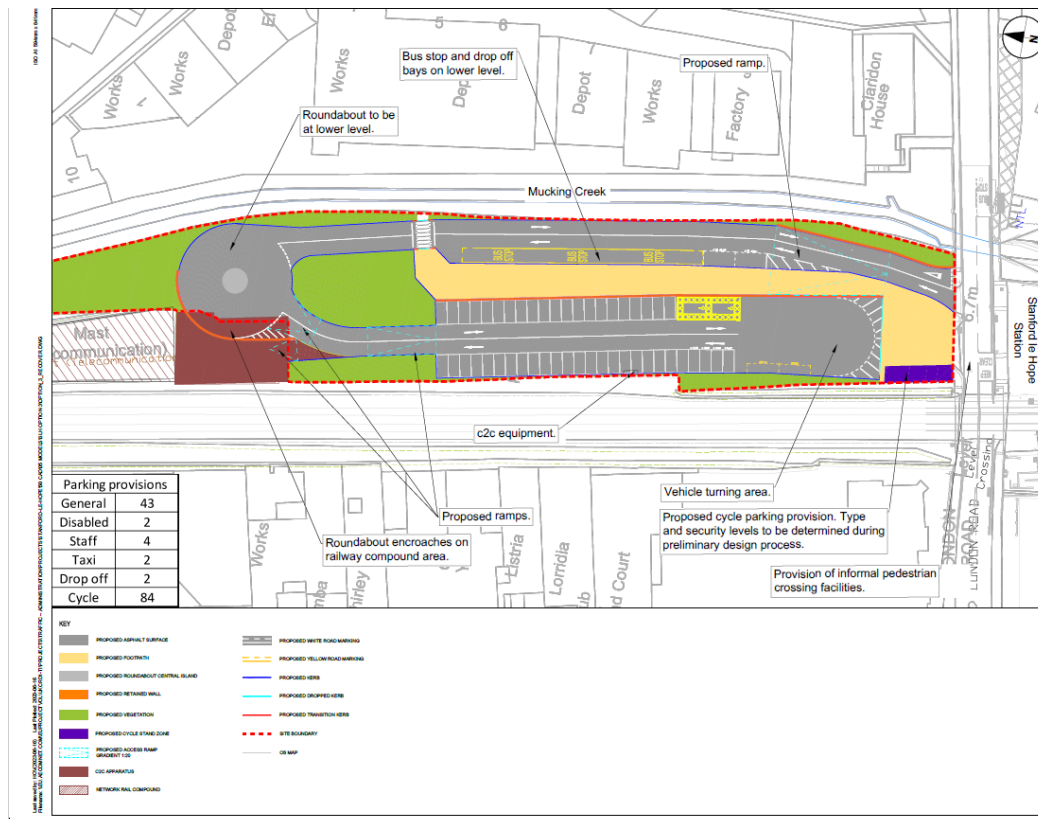 Works
Depot
Works
Works
Depot
Depot
Works
Factory
Claridon
House
10
5
6
8
Bus stop and drop off
bays on lower level.
Proposed ramp.
Roundabout to be
at lower level.
Mucking Creek
N
BUS
STOP
BUS
STOP
BUS
STOP
6.7m
Stanford le Hope
Station
Mast
c2c equipment.
Vehicle turning area.
Proposed ramps.
Roundabout encroaches on
railway compound area.
Proposed cycle parking provision. Type
and security levels to be determined during
preliminary design process.
Provision of informal pedestrian
crossing facilities.
Works
Listria
Lorridia
Court
Level
Crossing
LONDON ROAD
Parking provisions
General 43
Disabled 2
Staff 4
Taxi 2
Drop off 2
Cycle 84
KEY
PROPOSED ASPHALT SURFACE
PROPOSED FOOTPATH
PROPOSED ROUNDABOUT CENTRAL ISLAND
PROPOSED RETAINED WALL
PROPOSED VEGETATION
PROPOSED CYCLE STAND ZONE
PROPOSED ACCESS RAMP
GRADIENT 1:20
C2C APPARATUS
NETWORK RAIL COMPOUND
PROPOSED WHITE ROAD MARKING
PROPOSED YELLOW ROAD MARKING
PROPOSED KERB
PROPOSED DROPPED KERB
PROPOSED TRANSITION KERB
SITE BOUNDARY
OS MAP